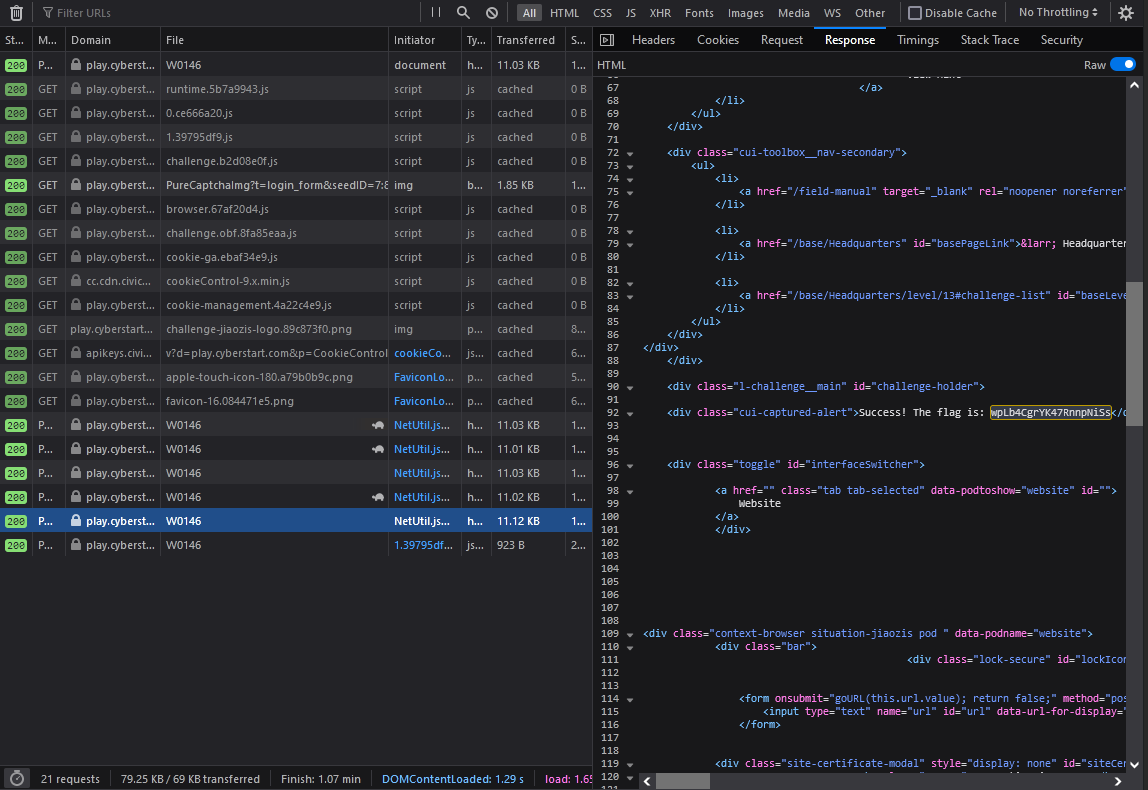 Filter URLs
All HTML CSS JS XHR Fonts Images Media WS Other Disable Cache No Throttling
St... M... Domain File Initiator Ty... Transferred S...
200 P... play.cyberst... W0146 document h... 11.03 KB 1...
200 GET play.cyberst... runtime.5b7a9943.js script js cached 0 B
200 GET play.cyberst... 0.ce666a20.js script js cached 0 B
200 GET play.cyberst... 1.39795df9.js script js cached 0 B
200 GET play.cyberst... challenge.b2d08e0f.js script js cached 0 B
200 GET play.cyberst... PureCaptchaImg?t=login_form&seedID=7:8 img b... 1.85 KB 1...
200 GET play.cyberst... browser.67af20d4.js script js cached 0 B
200 GET play.cyberst... challenge.obf.8fa85eaa.js script js cached 0 B
200 GET play.cyberst... cookie-ga.ebaf34e9.js script js cached 0 B
200 GET cc.cdn.civic... cookieControl-9.x.min.js script js cached 0 B
200 GET play.cyberst... cookie-management.4a22c4e9.js script js cached 0 B
200 GET play.cyberstart... challenge-jiaozis-logo.89c873f0.png img p... cached 8...
200 GET apikeys.civic... v?d=play.cyberstart.com&p=CookieControl cookieCo... js... cached 6...
200 GET play.cyberst... apple-touch-icon-180.a79b0b9c.png FaviconLo... p... cached 5...
200 GET play.cyberst... favicon-16.084471e5.png FaviconLo... p... cached 6...
200 P... play.cyberst... W0146 NetUtil.js... h... 11.03 KB 1...
200 P... play.cyberst... W0146 NetUtil.js... h... 11.01 KB 1...
200 P... play.cyberst... W0146 NetUtil.js... h... 11.03 KB 1...
200 P... play.cyberst... W0146 NetUtil.js... h... 11.02 KB 1...
200 P... play.cyberst... W0146 NetUtil.js... h... 11.12 KB 1...
200 P... play.cyberst... W0146 1.39795df... js... 923 B 2...
21 requests 79.25 KB / 69 KB transferred Finish: 1.07 min DOMContentLoaded: 1.29 s load: 1.65
Headers Cookies Request Response Timings Stack Trace Security
HTML Raw
67 </a>
68 </li>
69 </ul>
70 </div>
71
72 <div class="cui-toolbox__nav-secondary">
73 <ul>
74 <li>
75 <a href="/field-manual" target="_blank" rel="noopener noreferrer"
76 </li>
77
78 <li>
79 <a href="/base/Headquarters" id="basePageLink">&larr; Headquarter
80 </li>
81
82 <li>
83 <a href="/base/Headquarters/level/13#challenge-list" id="baseLeve
84 </li>
85 </ul>
86 </div>
87 </div>
88 </div>
89
90 <div class="l-challenge__main" id="challenge-holder">
91
92 <div class="cui-captured-alert">Success! The flag is: wpLb4CgrYK47RnnpNiSs</d
93
94
95
96 <div class="toggle" id="interfaceSwitcher">
97
98 <a href="" class="tab tab-selected" data-podtoshow="website" id="">
99 Website
100 </a>
101 </div>
102
103
104
105
106
107
108
109 <div class="context-browser situation-jiaozis pod " data-podname="website">
110 <div class="bar">
111 <div class="lock-secure" id="lockIcon
112
113
114 <form onsubmit="goURL(this.url.value); return false;" method="pos
115 <input type="text" name="url" id="url" data-url-for-display="
116 </form>
117
118
119 <div class="site-certificate-modal" style="display: none" id="siteCer
120